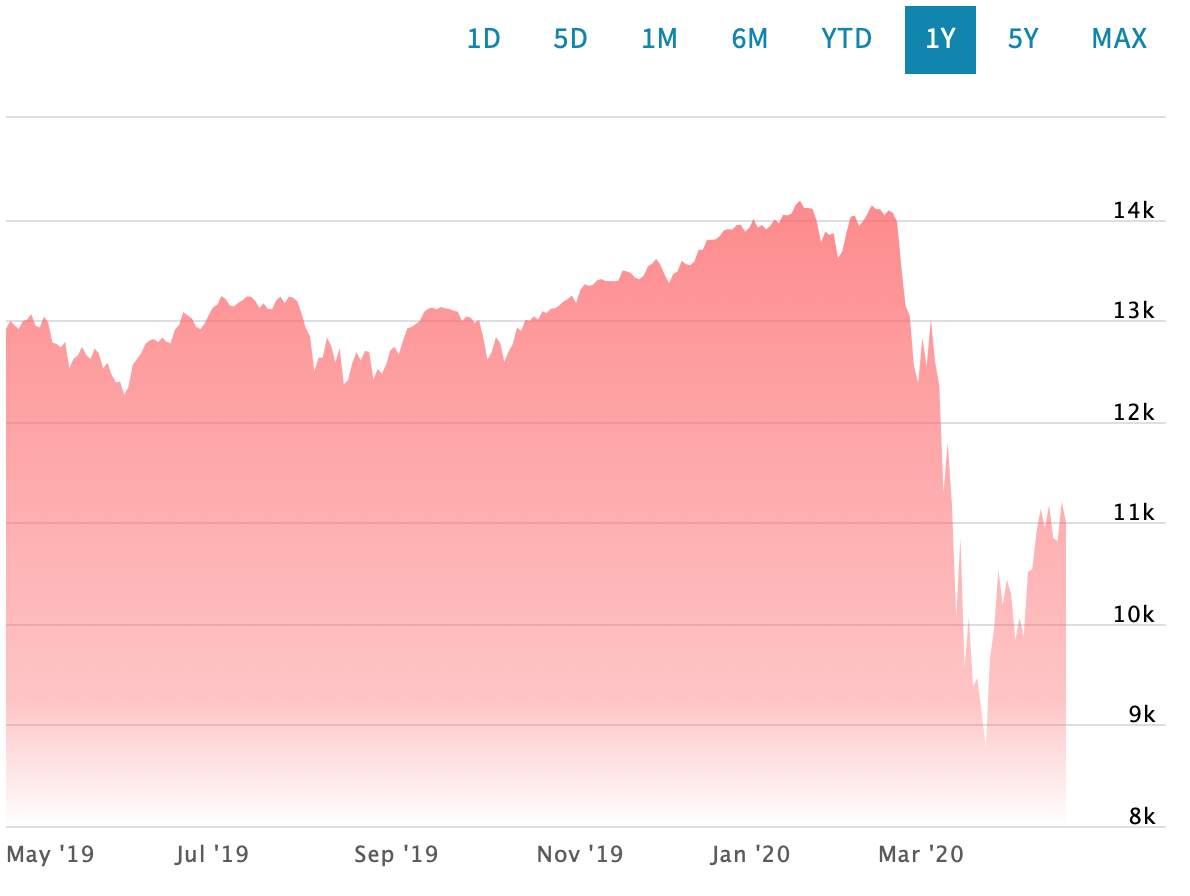 1D 5D 1M 6M YTD 1Y 5Y MAX
14k
13k
12k
11k
10k
9k
8k
May '19 Jul '19 Sep '19 Nov '19 Jan '20 Mar '20